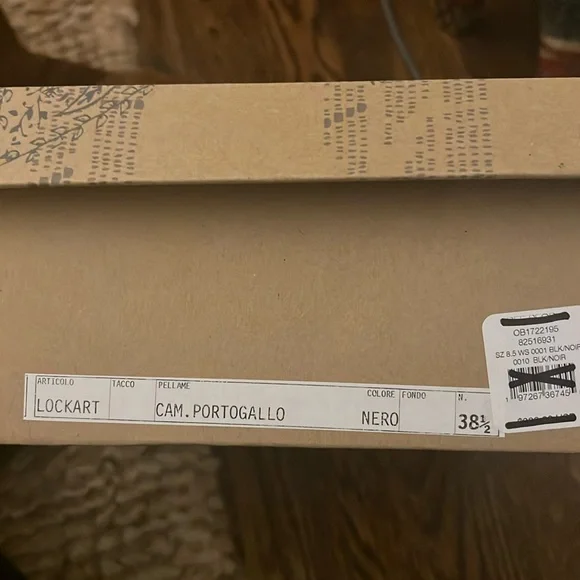 ARTICOLO TACCO PELLAME COLORE FONDO N.
LOCKART CAM.PORTOGALLO NERO 38½
OB1722195
82516931
SZ 8.5 WS 0001 BLK/NOIR
0010 BLK/NOIR